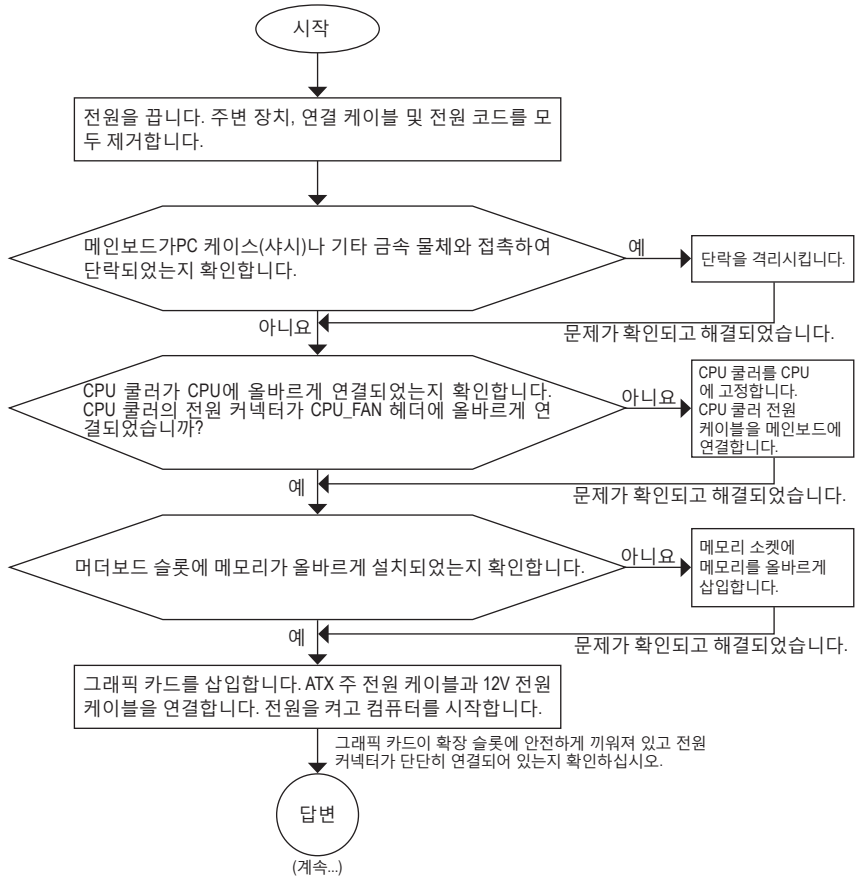 시작
전원을 끕니다. 주변 장치, 연결 케이블 및 전원 코드를 모
두 제거합니다.
메인보드가PC 케이스(샤시)나 기타 금속 물체와 접촉하여
단락되었는지 확인합니다.
예
단락을 격리시킵니다.
아니요
문제가 확인되고 해결되었습니다.
CPU 쿨러가 CPU에 올바르게 연결되었는지 확인합니다.
CPU 쿨러의 전원 커넥터가 CPU_FAN 헤더에 올바르게 연
결되었습니까?
아니요
CPU 쿨러를 CPU
에 고정합니다.
CPU 쿨러 전원
케이블을 메인보드에
연결합니다.
예
문제가 확인되고 해결되었습니다.
머더보드 슬롯에 메모리가 올바르게 설치되었는지 확인합니다.
아니요
메모리 소켓에
메모리를 올바르게
삽입합니다.
예
문제가 확인되고 해결되었습니다.
그래픽 카드를 삽입합니다. ATX 주 전원 케이블과 12V 전원
케이블을 연결합니다. 전원을 켜고 컴퓨터를 시작합니다.
그래픽 카드이 확장 슬롯에 안전하게 끼워져 있고 전원
커넥터가 단단히 연결되어 있는지 확인하십시오.
답변
(계속...)